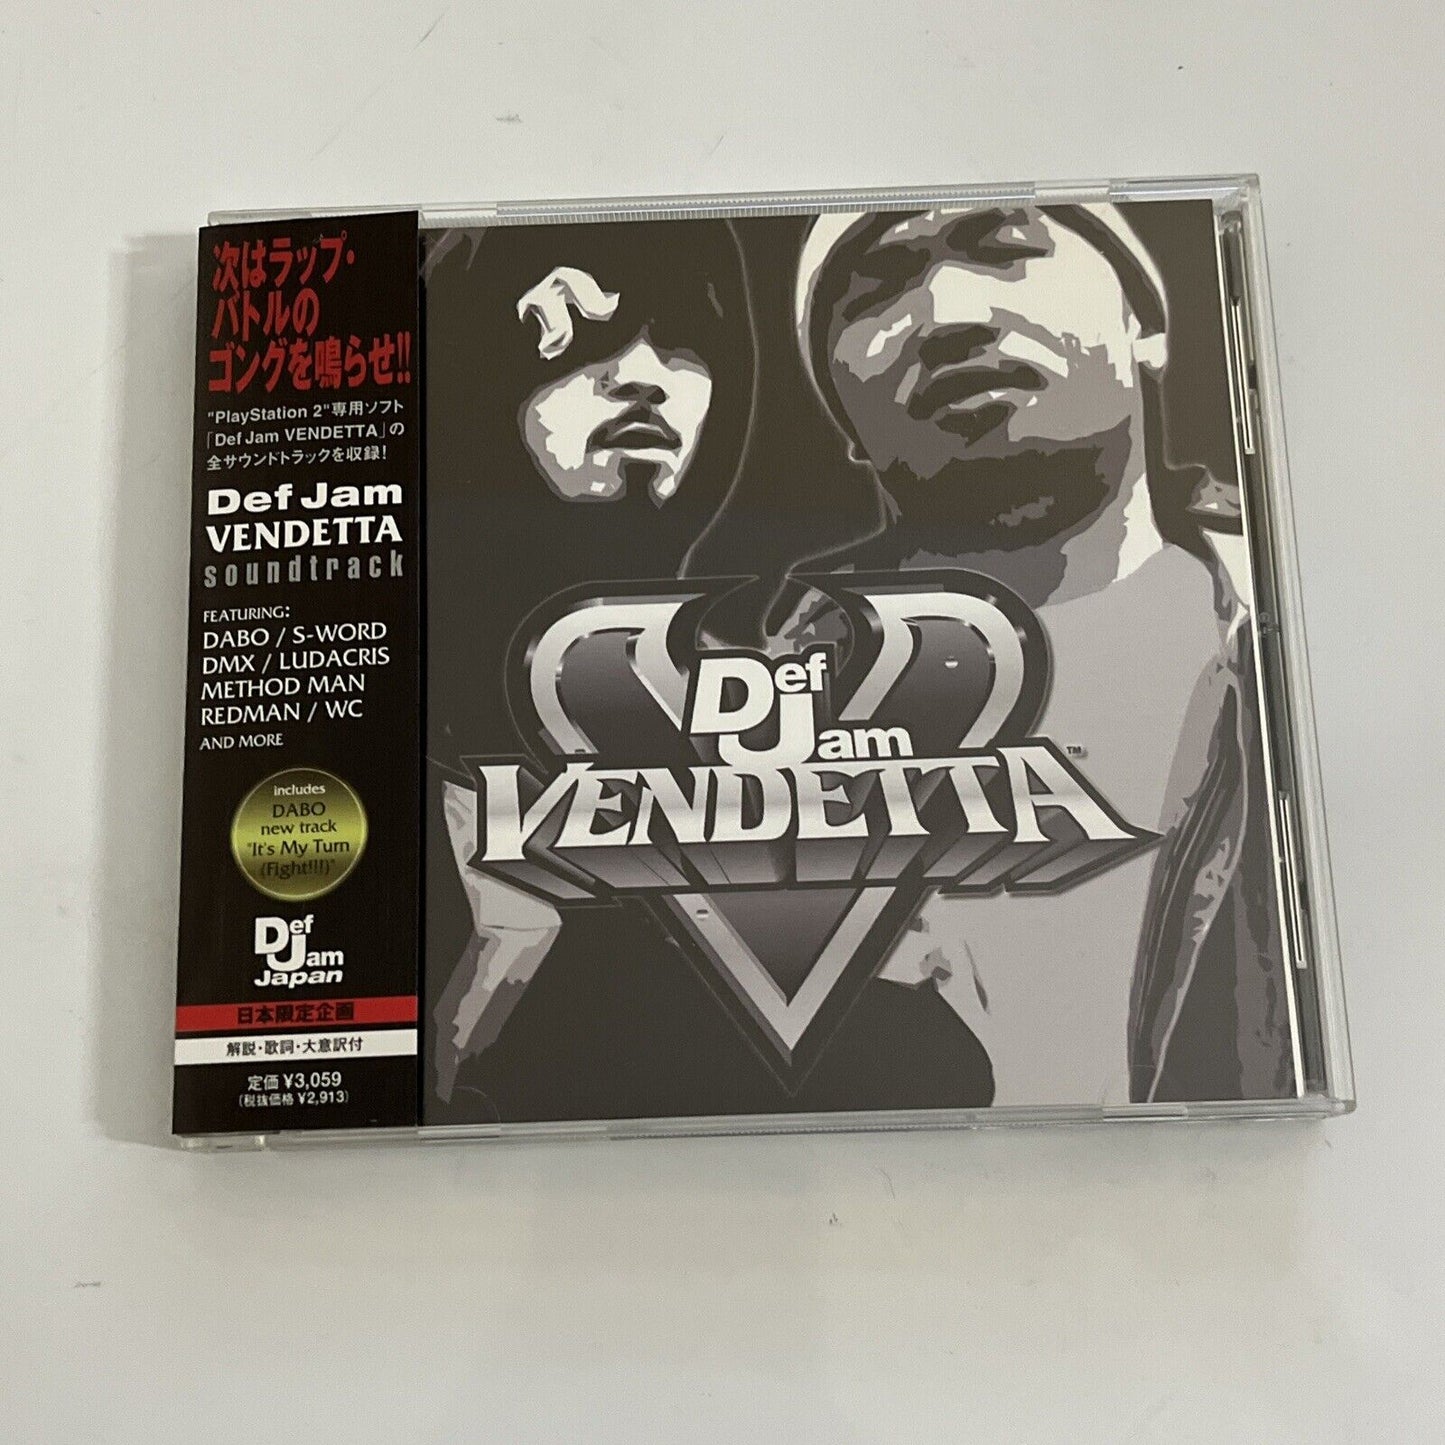 次はラップ・
バトルの
ゴングを鳴らせ!!
"PlayStation 2"専用ソフト
「Def Jam VENDETTA」の
全サウンドトラックを収録！
Def Jam
VENDETTA
soundtrack
FEATURING:
DABO / S-WORD
DMX / LUDACRIS
METHOD MAN
REDMAN / WC
AND MORE
includes
DABO
new track
"It's My Turn
(Fight!!!)"
Def
Jam
Japan
日本限定企画
解説・歌詞・大意訳付
定価 ¥3,059
(税抜価格 ¥2,913)
Def
Jam
VENDETTA™